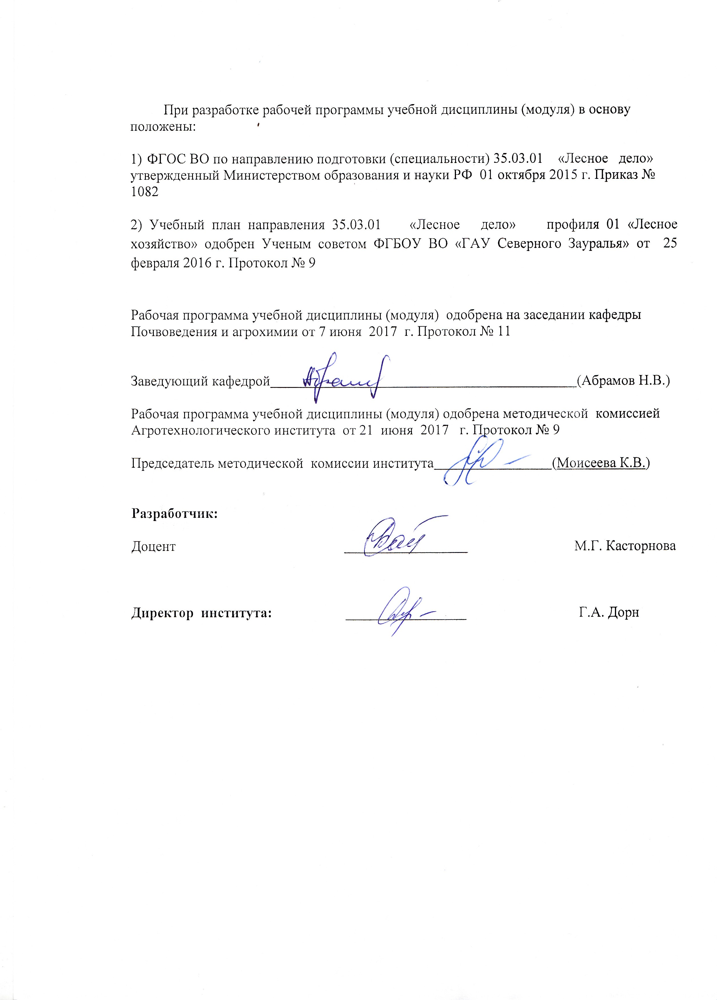 При разработке рабочей программы учебной дисциплины (модуля) в основу
положены:
1) ФГОС ВО по направлению подготовки (специальности) 35.03.01 «Лесное дело»
утвержденный Министерством образования и науки РФ 01 октября 2015 г. Приказ №
1082
2) Учебный план направления 35.03.01 «Лесное дело» профиля 01 «Лесное
хозяйство» одобрен Ученым советом ФГБОУ ВО «ГАУ Северного Зауралья» от 25
февраля 2016 г. Протокол № 9
Рабочая программа учебной дисциплины (модуля) одобрена на заседании кафедры
Почвоведения и агрохимии от 7 июня 2017 г. Протокол № 11
Заведующий кафедрой (Абрамов Н.В.)
Рабочая программа учебной дисциплины (модуля) одобрена методической комиссией
Агротехнологического института от 21 июня 2017 г. Протокол № 9
Председатель методической комиссии института (Моисеева К.В.)
Разработчик:
Доцент М.Г. Касторнова
Директор института: Г.А. Дорн